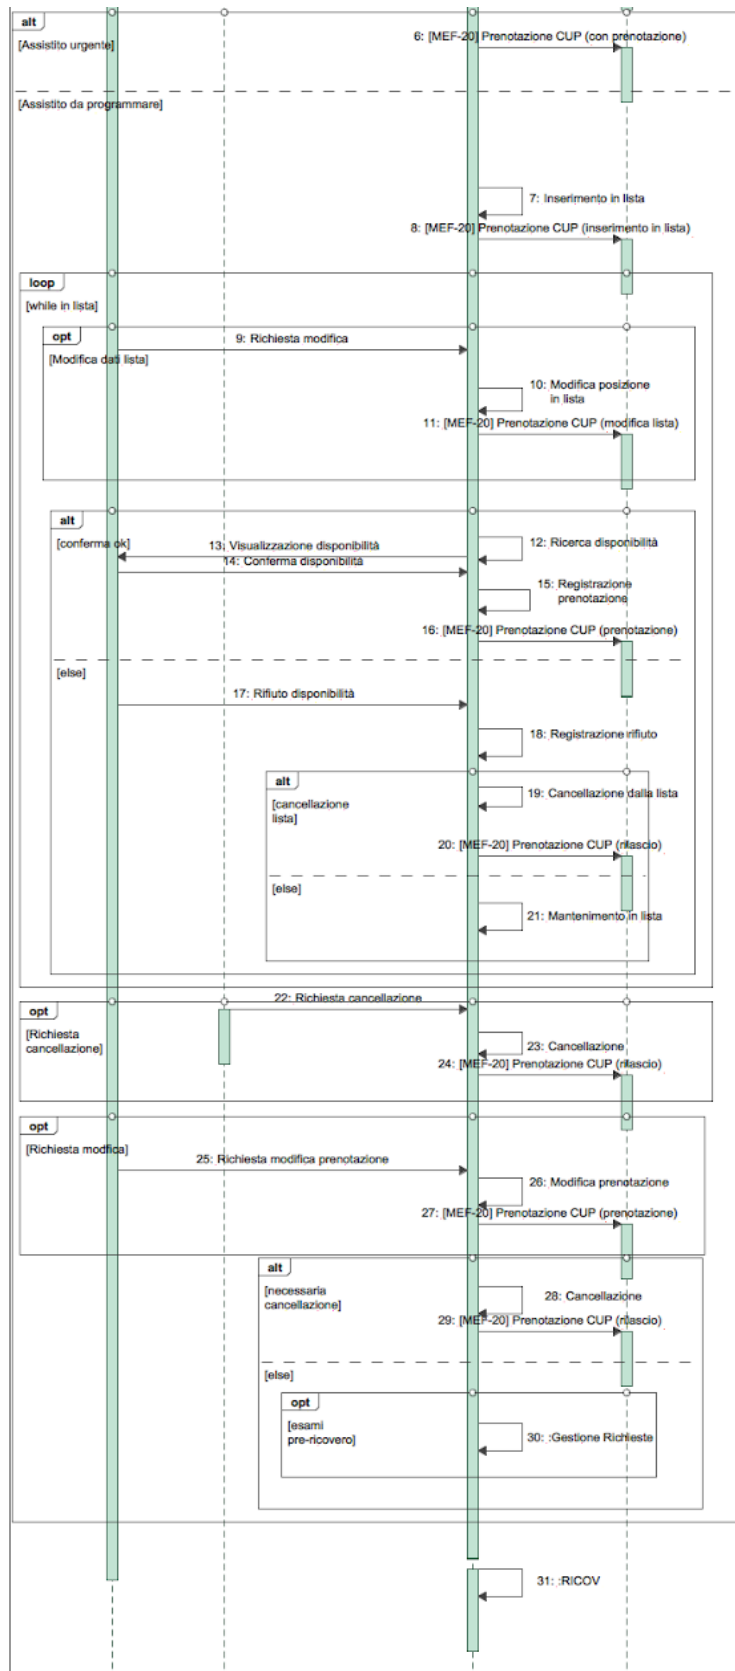 alt
[Assistito urgente]
6: [MEF-20] Prenotazione CUP (con prenotazione)
[Assistito da programmare]
7: Inserimento in lista
8: [MEF-20] Prenotazione CUP (inserimento in lista)
loop
[while in lista]
opt
[Modifica dati lista]
9: Richiesta modifica
10: Modifica posizione
in lista
11: [MEF-20] Prenotazione CUP (modifica lista)
alt
[conferma ok]
12: Ricerca disponibilità
13: Visualizzazione disponibilità
14: Conferma disponibilità
15: Registrazione
prenotazione
16: [MEF-20] Prenotazione CUP (prenotazione)
[else]
17: Rifiuto disponibilità
18: Registrazione rifiuto
alt
[cancellazione
lista]
19: Cancellazione dalla lista
20: [MEF-20] Prenotazione CUP (rilascio)
[else]
21: Mantenimento in lista
opt
[Richiesta
cancellazione]
22: Richiesta cancellazione
23: Cancellazione
24: [MEF-20] Prenotazione CUP (rilascio)
opt
[Richiesta modfica]
25: Richiesta modifica prenotazione
26: Modifica prenotazione
27: [MEF-20] Prenotazione CUP (prenotazione)
alt
[necessaria
cancellazione]
28: Cancellazione
29: [MEF-20] Prenotazione CUP (rilascio)
[else]
opt
[esami
pre-ricovero]
30: :Gestione Richieste
31: :RICOV